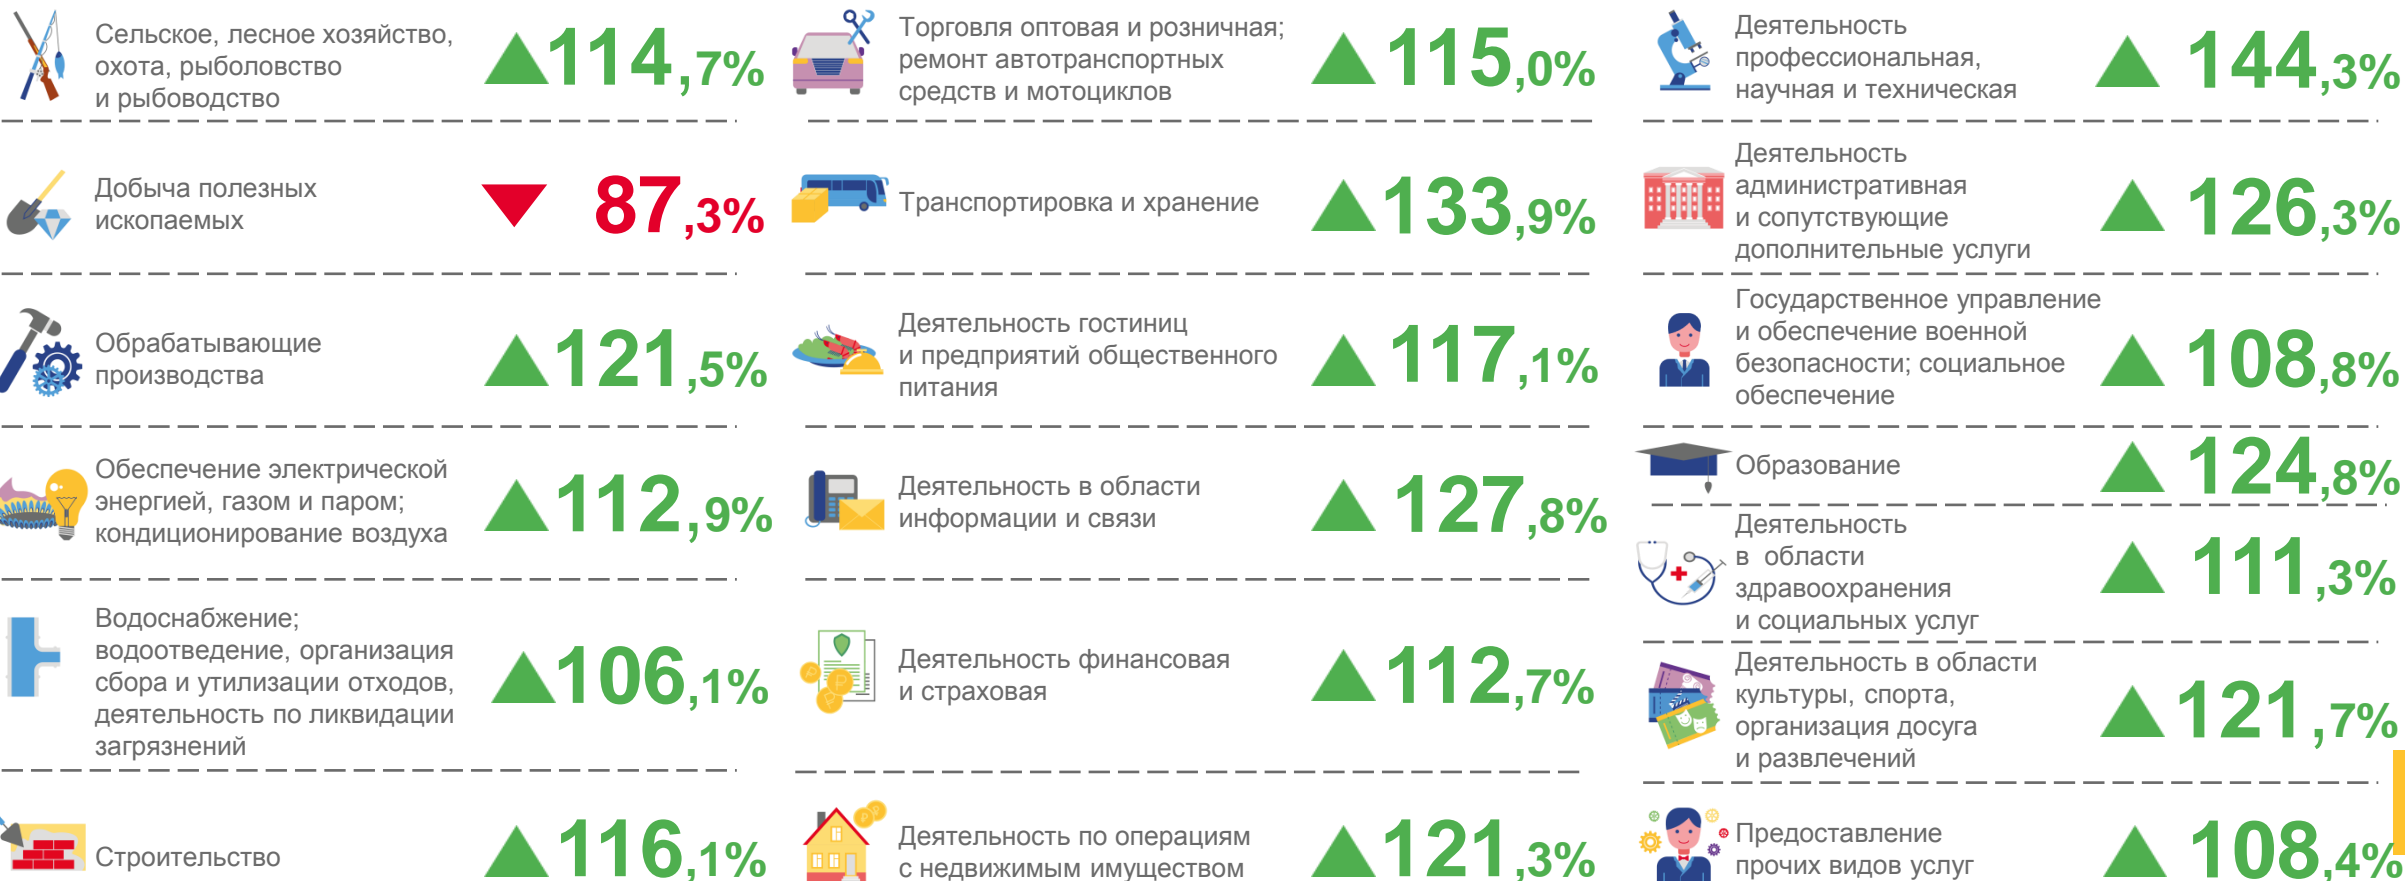 Сельское, лесное хозяйство,
охота, рыболовство
и рыбоводство
114,7%
Добыча полезных
ископаемых
87,3%
Обрабатывающие
производства
121,5%
Обеспечение электрической
энергией, газом и паром;
кондиционирование воздуха
112,9%
Водоснабжение;
водоотведение, организация
сбора и утилизации отходов,
деятельность по ликвидации
загрязнений
106,1%
Строительство
116,1%
Торговля оптовая и розничная;
ремонт автотранспортных
средств и мотоциклов
115,0%
Транспортировка и хранение
133,9%
Деятельность гостиниц
и предприятий общественного
питания
117,1%
Деятельность в области
информации и связи
127,8%
Деятельность финансовая
и страховая
112,7%
Деятельность по операциям
с недвижимым имуществом
121,3%
Деятельность
профессиональная,
научная и техническая
144,3%
Деятельность
административная
и сопутствующие
дополнительные услуги
126,3%
Государственное управление
и обеспечение военной
безопасности; социальное
обеспечение
108,8%
Образование
124,8%
Деятельность
в области
здравоохранения
и социальных услуг
111,3%
Деятельность в области
культуры, спорта,
организация досуга
и развлечений
121,7%
Предоставление
прочих видов услуг
108,4%